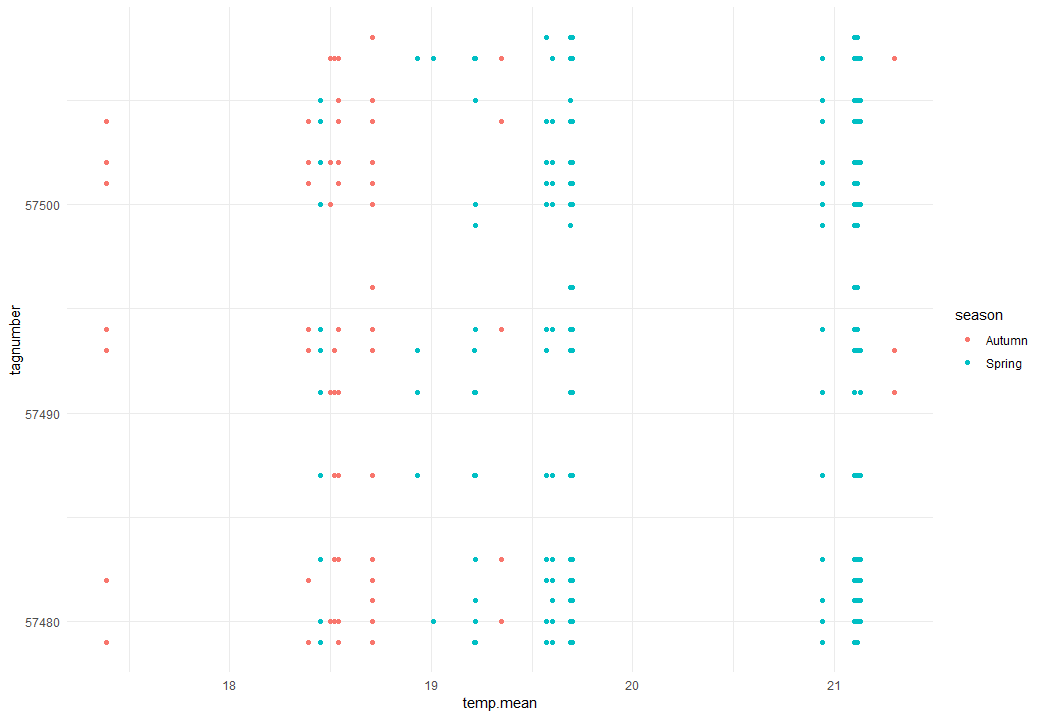 57500
57490
57480
tagnumber
18
19
20
21
temp.mean
season
Autumn
Spring